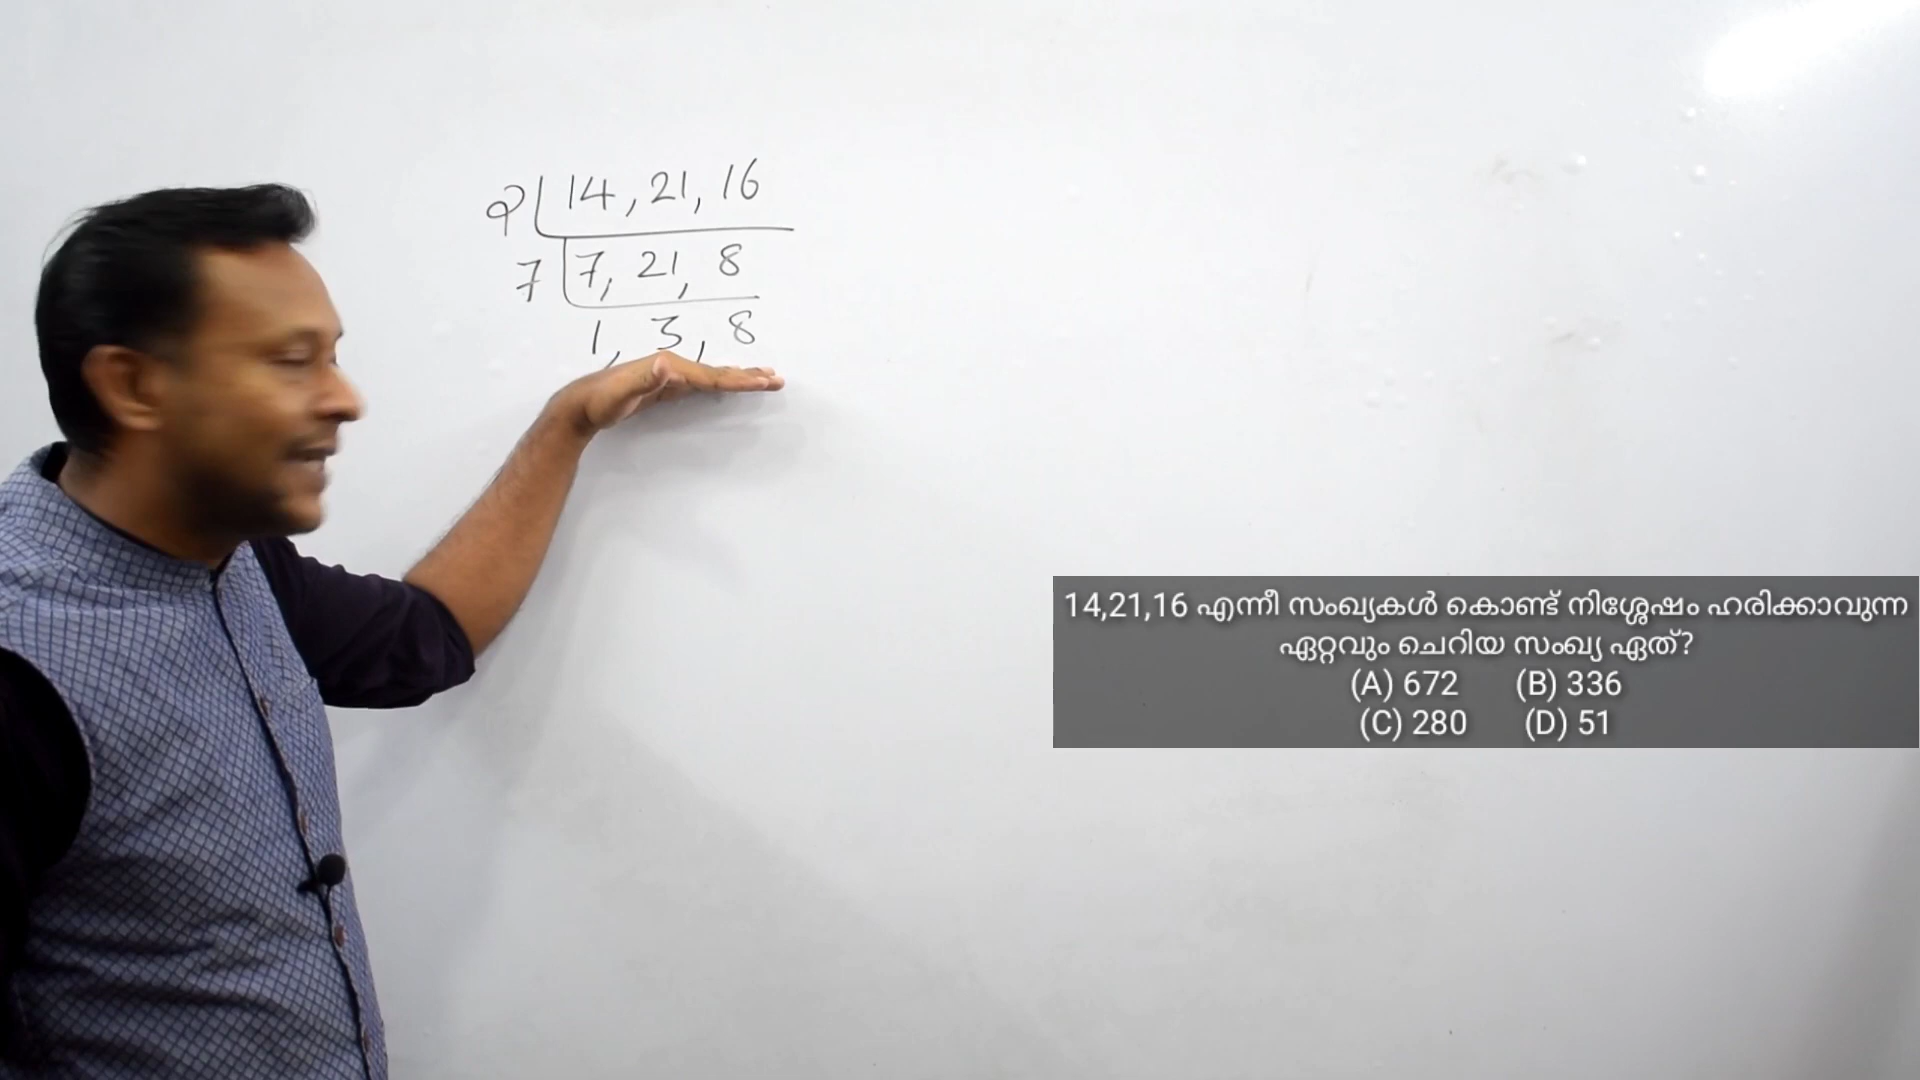 2 14, 21, 16
7 7, 21, 8
1, 3, 8
14,21,16 എന്നീ സംഖ്യകൾ കൊണ്ട് നിശ്ശേഷം ഹരിക്കാവുന്ന
ഏറ്റവും ചെറിയ സംഖ്യ ഏത്?
(A) 672 (B) 336
(C) 280 (D) 51